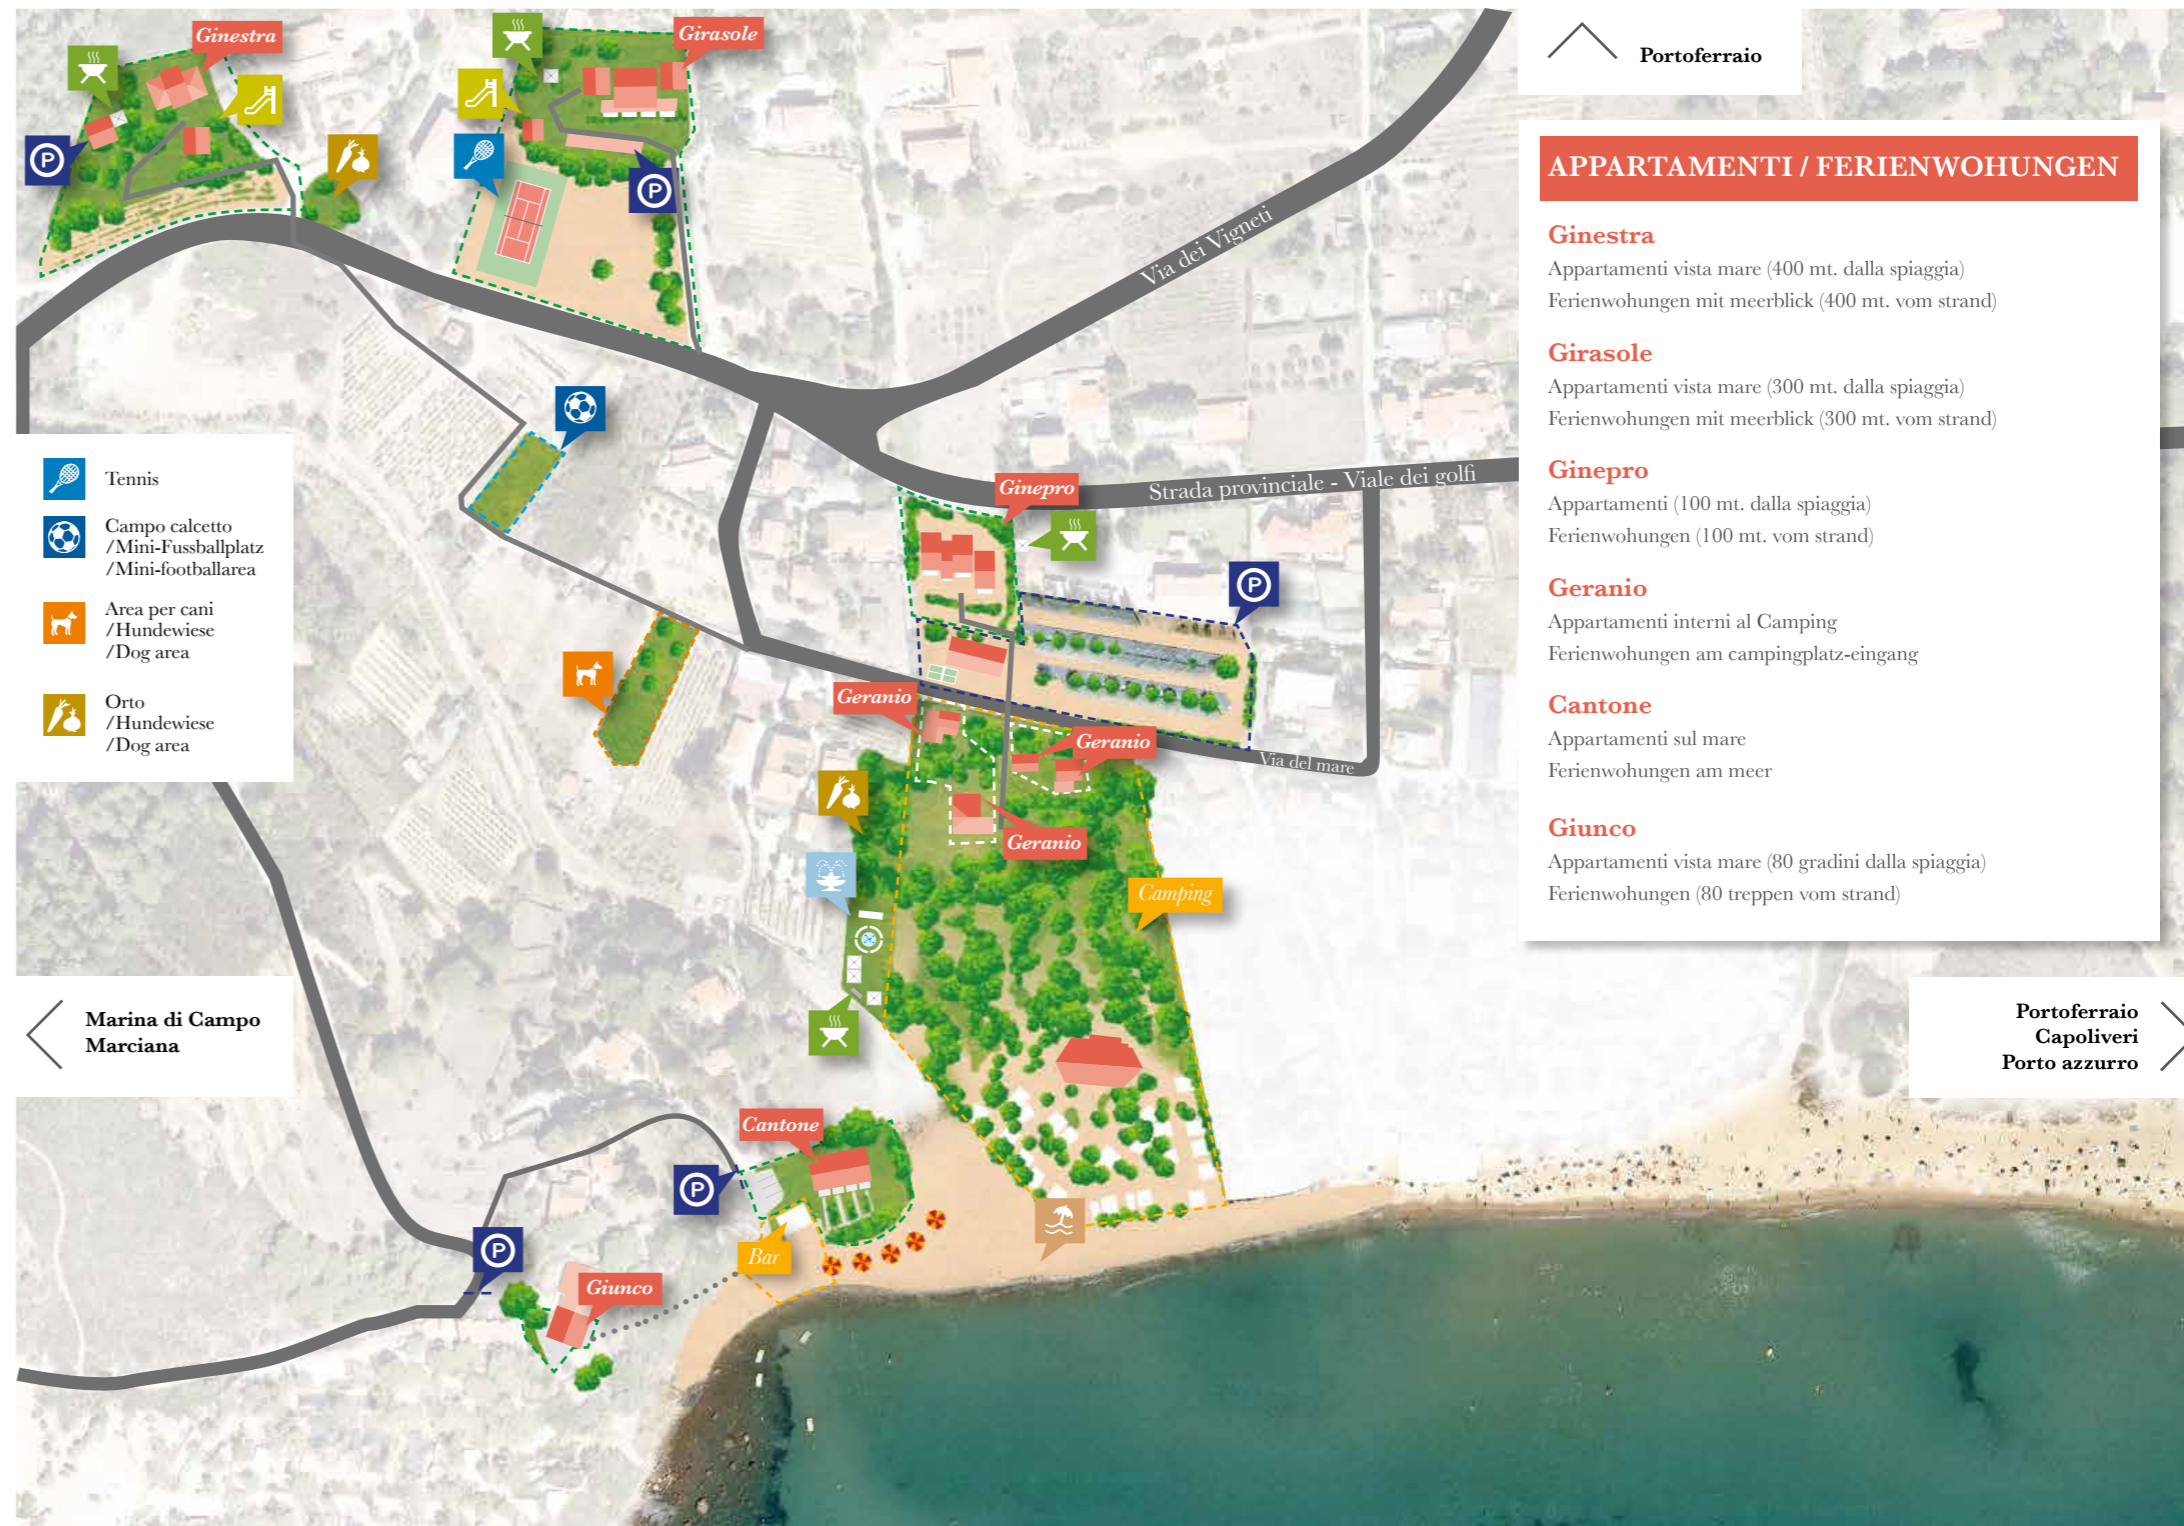 Ginestra
Girasole
P
P
Portoferraio
Via dei Vigneti
APPARTAMENTI / FERIENWOHUNGEN
Ginestra
Appartamenti vista mare (400 mt. dalla spiaggia)
Ferienwohungen mit meerblick (400 mt. vom strand)
Girasole
Appartamenti vista mare (300 mt. dalla spiaggia)
Ferienwohungen mit meerblick (300 mt. vom strand)
Ginepro
Appartamenti (100 mt. dalla spiaggia)
Ferienwohungen (100 mt. vom strand)
Geranio
Appartamenti interni al Camping
Ferienwohungen am campingplatz-eingang
Cantone
Appartamenti sul mare
Ferienwohungen am meer
Giunco
Appartamenti vista mare (80 gradini dalla spiaggia)
Ferienwohungen (80 treppen vom strand)
Tennis
Campo calcetto
/Mini-Fussballplatz
/Mini-footballarea
Area per cani
/Hundewiese
/Dog area
Orto
/Hundewiese
/Dog area
Ginepro
Strada provinciale - Viale dei golfi
P
Geranio
Geranio
Via del mare
Geranio
Camping
Marina di Campo
Marciana
Portoferraio
Capoliveri
Porto azzurro
Cantone
P
Bar
P
Giunco